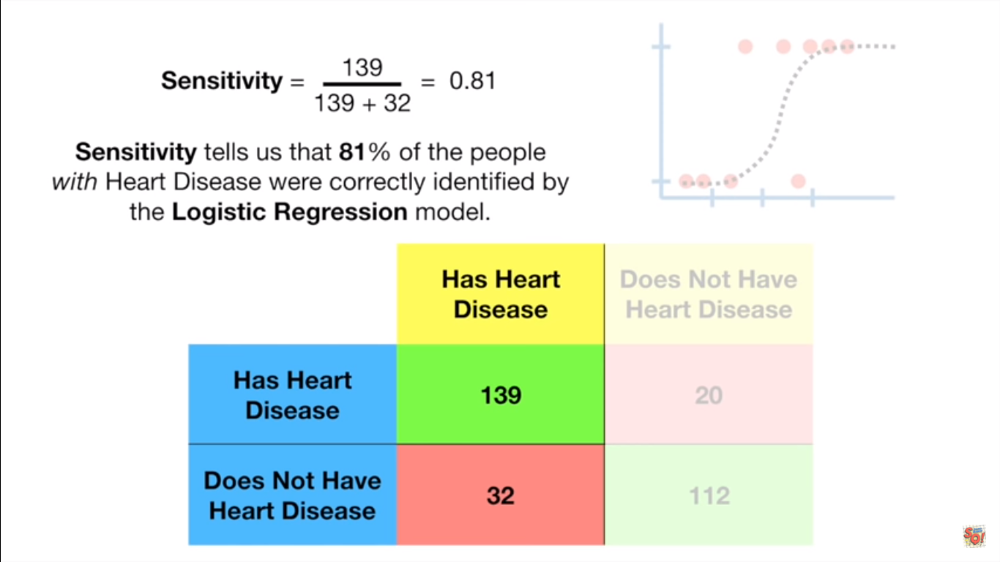 Sensitivity = 139 / 139 + 32 = 0.81
Sensitivity tells us that 81% of the people
with Heart Disease were correctly identified by
the Logistic Regression model.
Has Heart
Disease
Does Not Have
Heart Disease
Has Heart
Disease
139
20
Does Not Have
Heart Disease
32
112